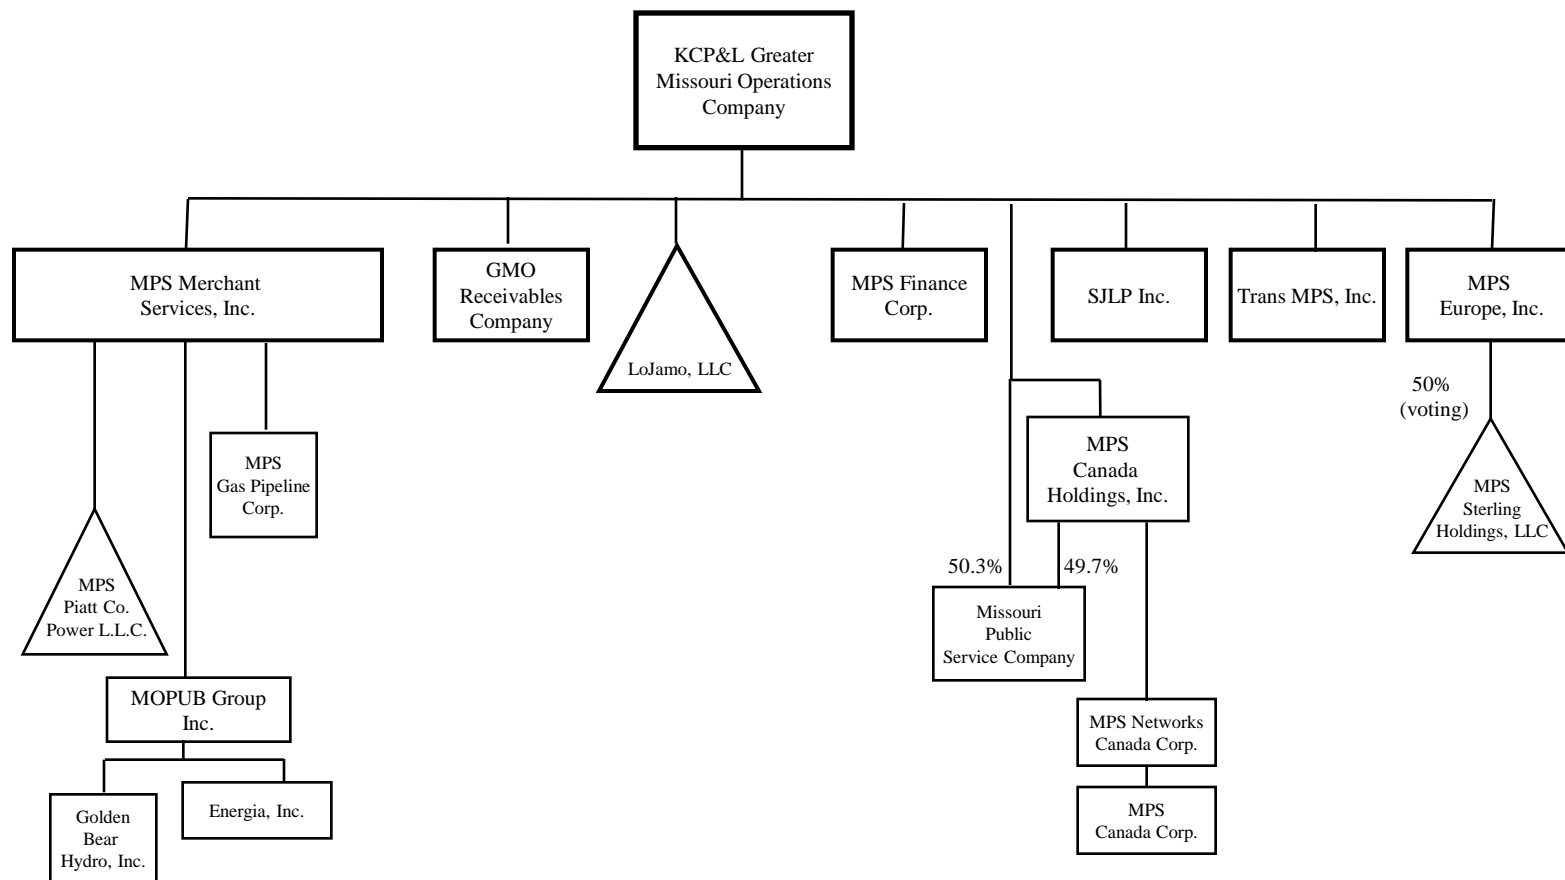 KCP&L Greater
Missouri Operations
Company
MPS Merchant
Services, Inc.
GMO
Receivables
Company
LoJamo, LLC
MPS Finance
Corp.
SJLP Inc.
Trans MPS, Inc.
MPS
Europe, Inc.
50%
(voting)
MPS
Gas Pipeline
Corp.
MPS
Canada
Holdings, Inc.
MPS
Sterling
Holdings, LLC
50.3%
49.7%
MPS
Piatt Co.
Power L.L.C.
Missouri
Public
Service Company
MOPUB Group
Inc.
MPS Networks
Canada Corp.
Golden
Bear
Hydro, Inc.
Energia, Inc.
MPS
Canada Corp.